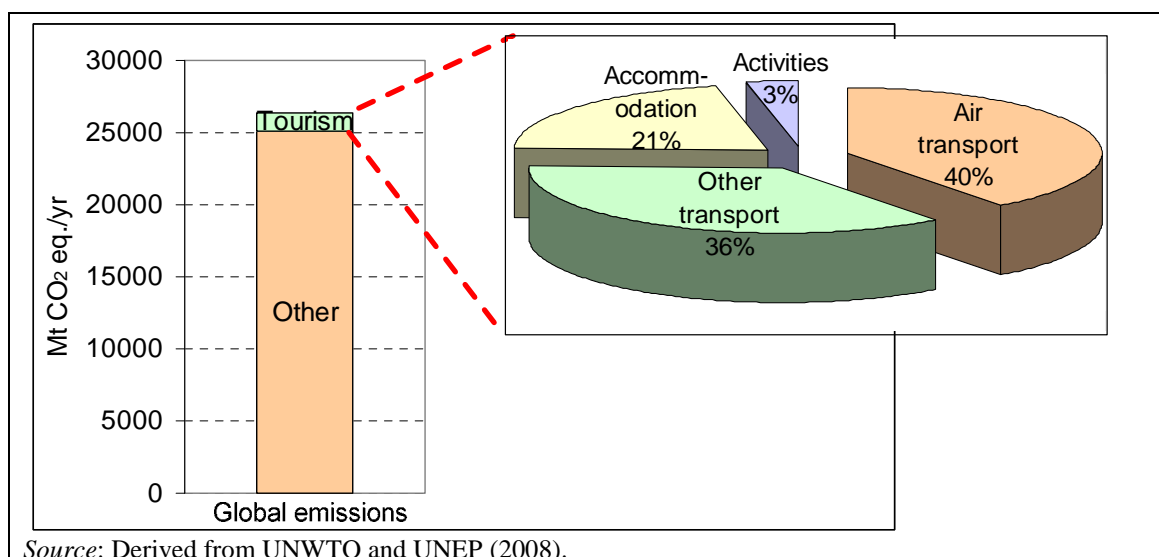 30000
25000
20000
15000
10000
5000
0
Mt CO₂ eq./yr
Tourism
Other
Global emissions
Accomm-
odation
21%
Activities
3%
Air
transport
40%
Other
transport
36%
Source: Derived from UNWTO and UNEP (2008).